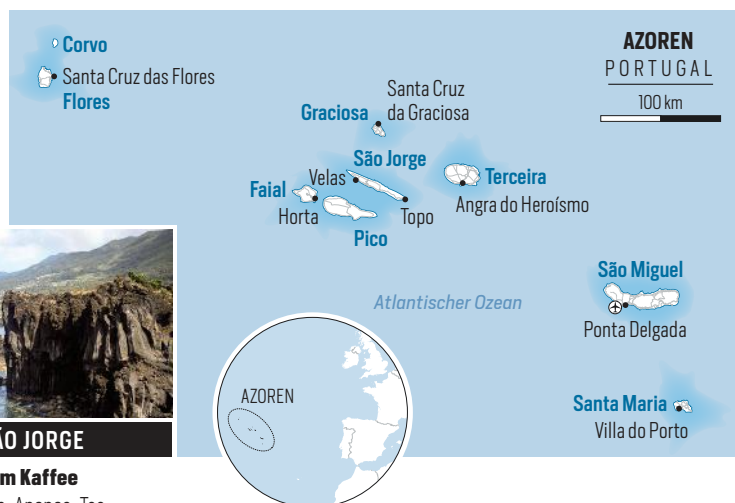 AZOREN
PORTUGAL
100 km
Corvo
Santa Cruz das Flores
Flores
Santa Cruz
da Graciosa
Graciosa
São Jorge
Velas
Terceira
Faial
Horta
Topo
Angra do Heroísmo
Pico
São Miguel
Atlantischer Ozean
Ponta Delgada
AZOREN
Santa Maria
Villa do Porto
ÃO JORGE
m Kaffee
Ananas, Tee